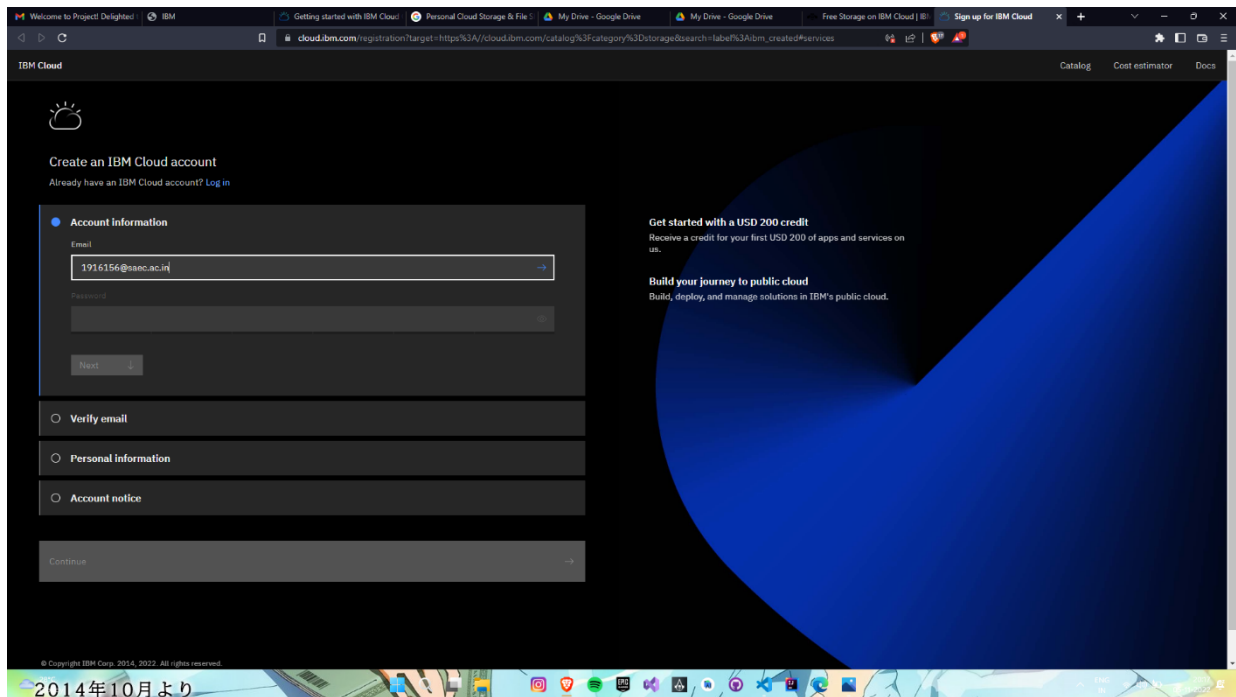 Welcome to Project! Delighted
IBM
Getting started with IBM Cloud
Personal Cloud Storage & File S
My Drive - Google Drive
My Drive - Google Drive
Free Storage on IBM Cloud | IB
Sign up for IBM Cloud
cloud.ibm.com/registration?target=https%3A//cloud.ibm.com/catalog%3Fcategory%3Dstorage&search=label%3Aibm_created#services
IBM Cloud
Catalog
Cost estimator
Docs
Create an IBM Cloud account
Already have an IBM Cloud account? Log in
Account information
Email
1916156@saec.ac.in
Password
Next
Verify email
Personal information
Account notice
Continue
Get started with a USD 200 credit
Receive a credit for your first USD 200 of apps and services on
us.
Build your journey to public cloud
Build, deploy, and manage solutions in IBM's public cloud.
© Copyright IBM Corp. 2014, 2022. All rights reserved.
2014年10月より
EPIC
ENG
IN